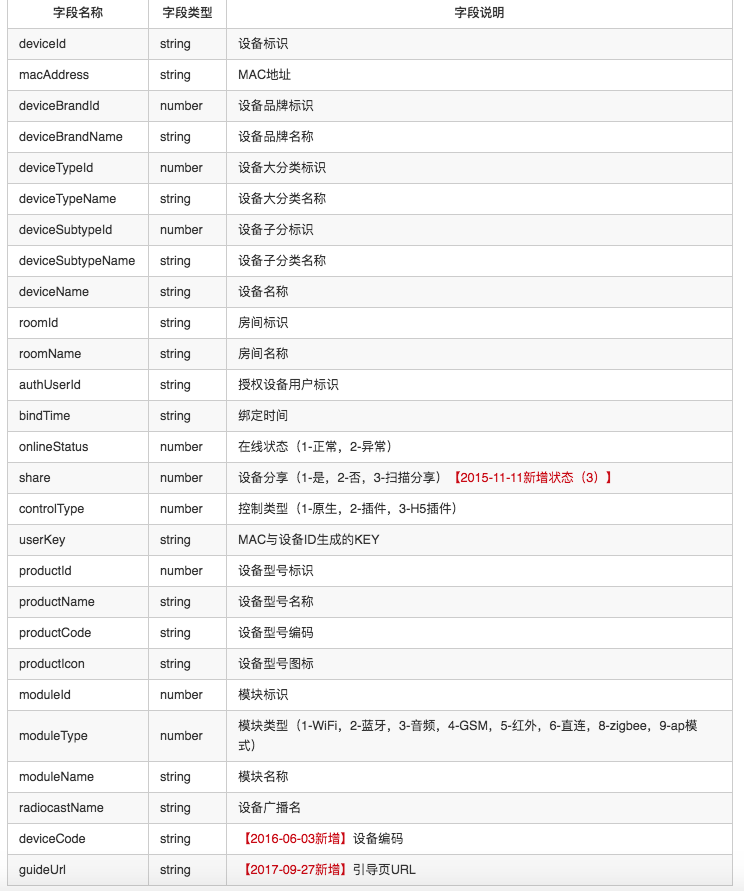 字段名称 字段类型 字段说明
deviceId string 设备标识
macAddress string MAC地址
deviceBrandId number 设备品牌标识
deviceBrandName string 设备品牌名称
deviceTypeId number 设备大分类标识
deviceTypeName string 设备大分类名称
deviceSubtypeId number 设备子分标识
deviceSubtypeName string 设备子分类名称
deviceName string 设备名称
roomId string 房间标识
roomName string 房间名称
authUserId string 授权设备用户标识
bindTime string 绑定时间
onlineStatus number 在线状态（1-正常，2-异常）
share number 设备分享（1-是，2-否，3-扫描分享）【2015-11-11新增状态（3）】
controlType number 控制类型（1-原生，2-插件，3-H5插件）
userKey string MAC与设备ID生成的KEY
productId number 设备型号标识
productName string 设备型号名称
productCode string 设备型号编码
productIcon string 设备型号图标
moduleId number 模块标识
moduleType number 模块类型（1-WiFi，2-蓝牙，3-音频，4-GSM，5-红外，6-直连，8-zigbee，9-ap模
式）
moduleName string 模块名称
radiocastName string 设备广播名
deviceCode string 【2016-06-03新增】设备编码
guideUrl string 【2017-09-27新增】引导页URL